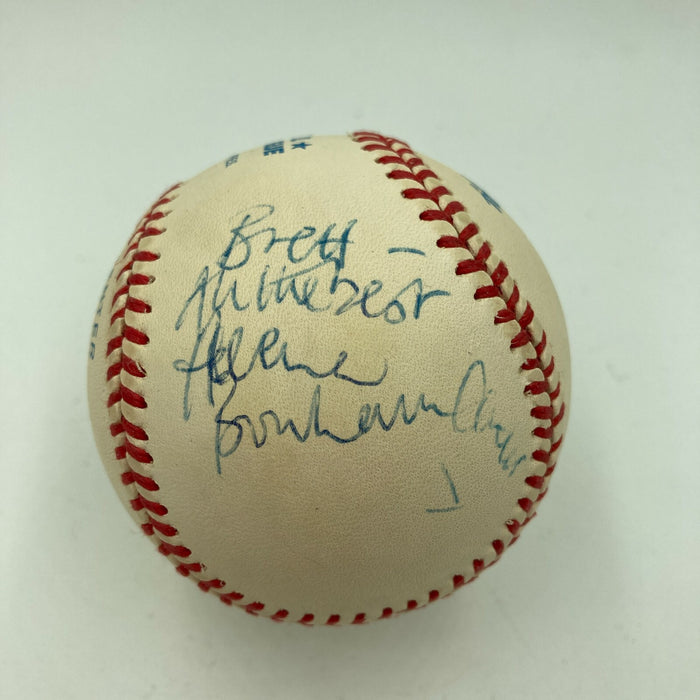 Brett –
All the best
Helena
Bonham Carter